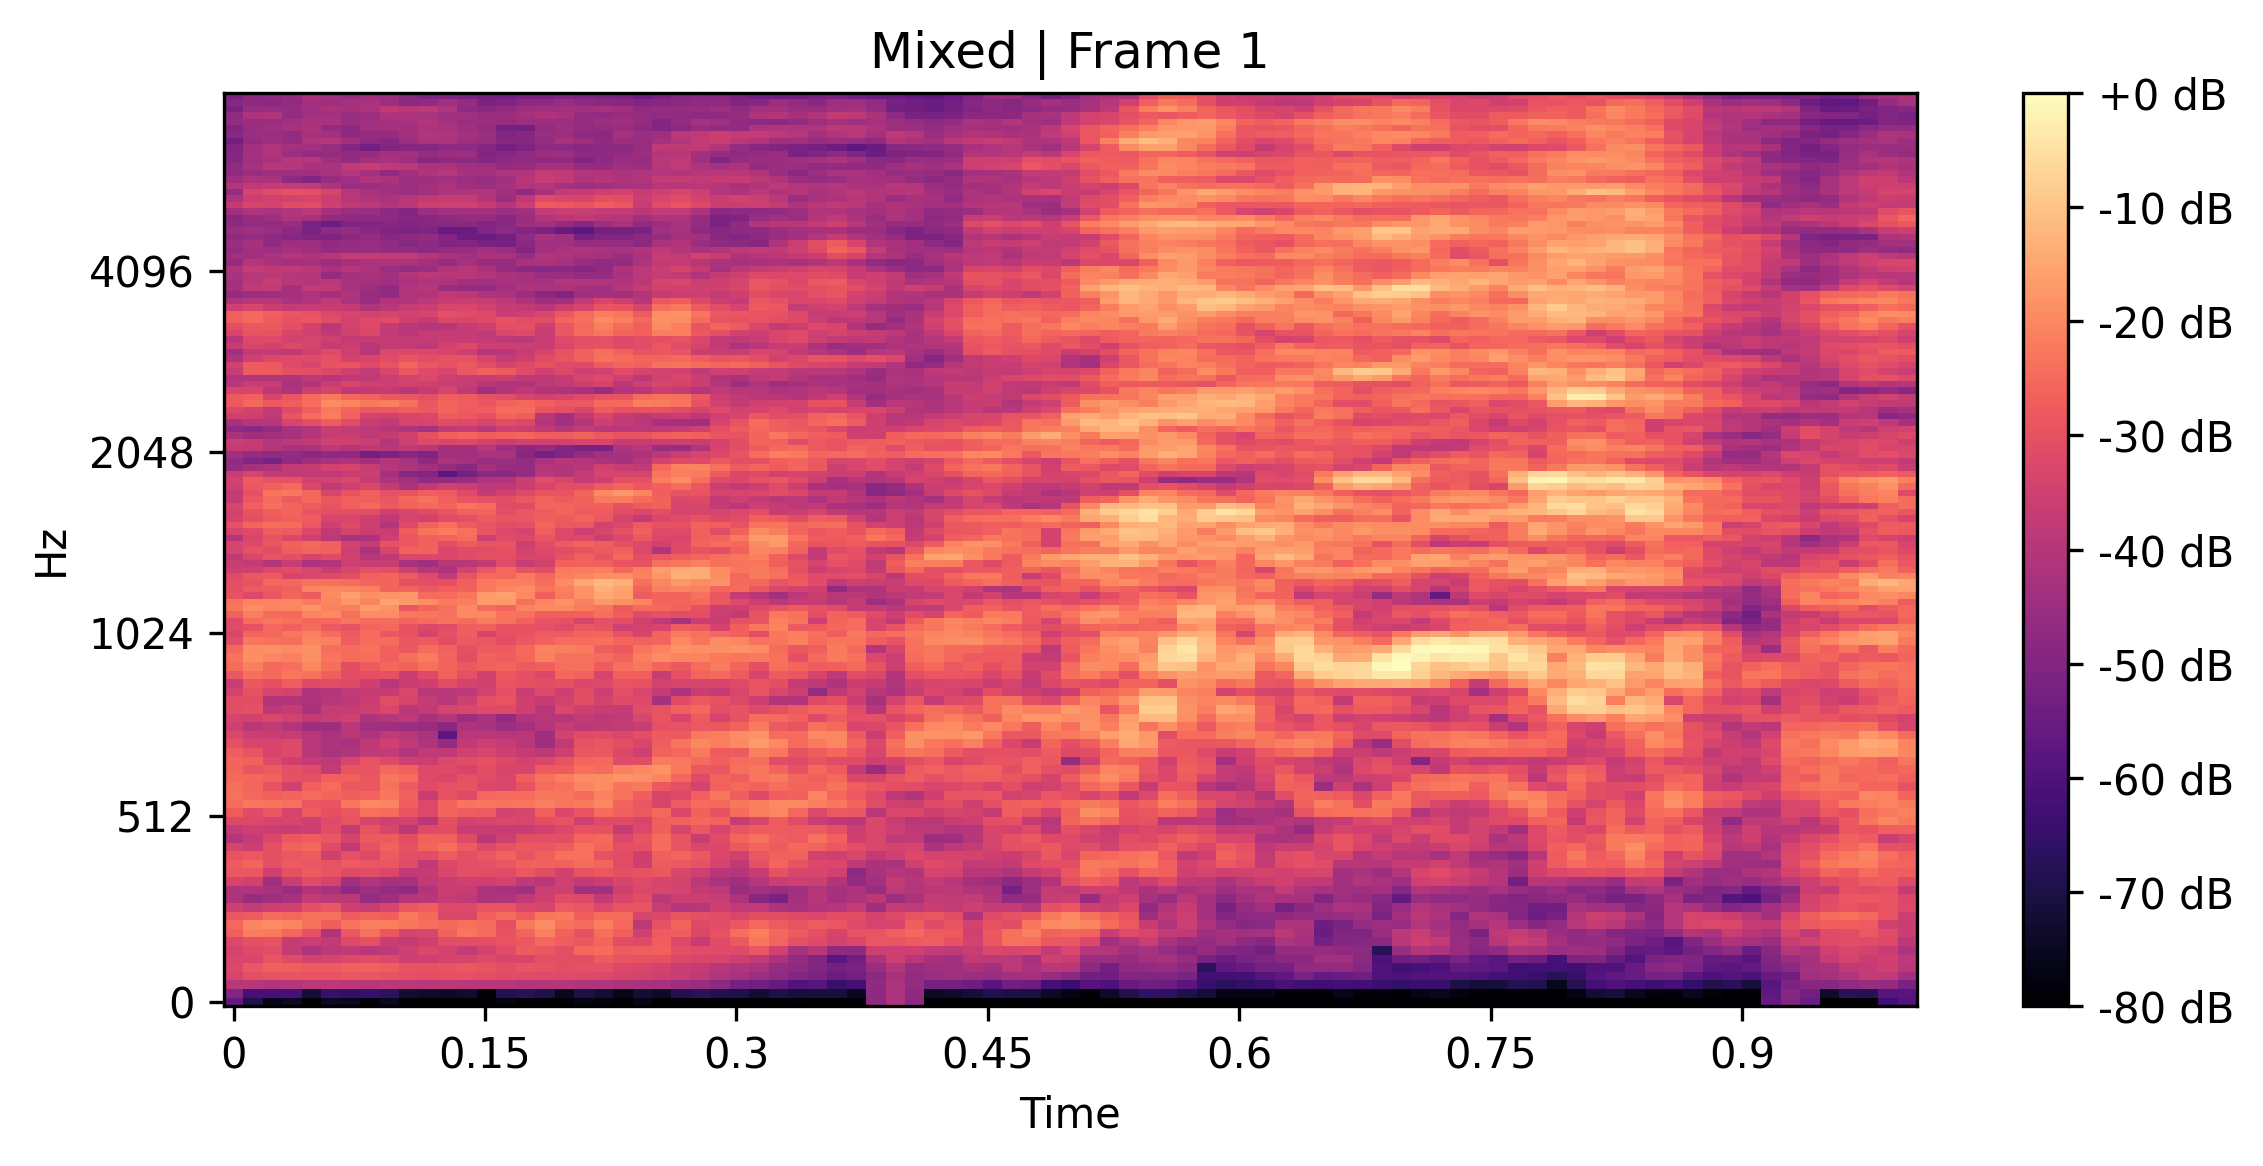 Mixed | Frame 1
+0 dB
-10 dB
-20 dB
-30 dB
-40 dB
-50 dB
-60 dB
-70 dB
-80 dB
Hz
4096
2048
1024
512
0
0
0.15
0.3
0.45
0.6
0.75
0.9
Time